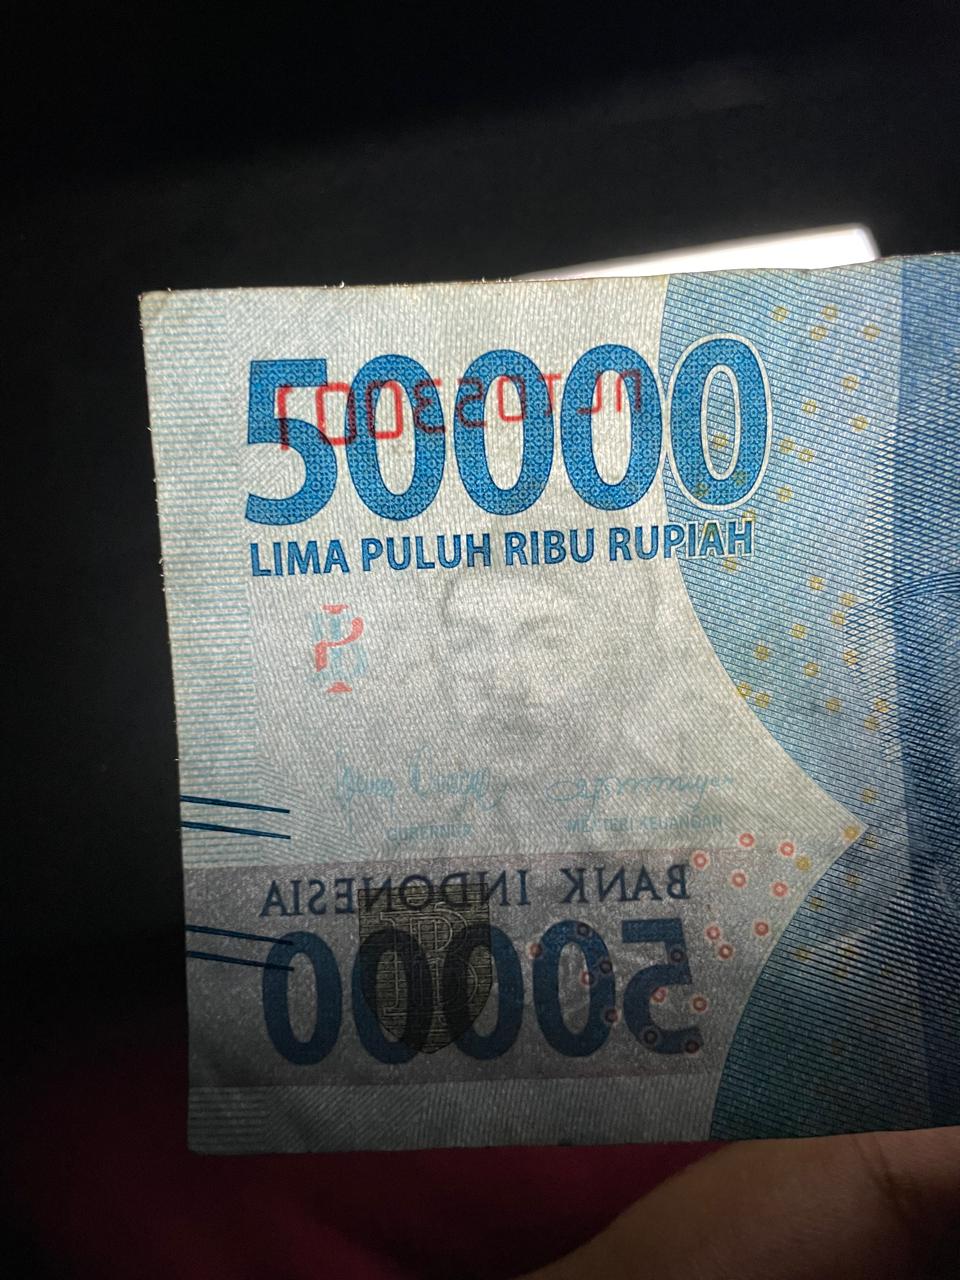 50000
LIMA PULUH RIBU RUPIAH
GUBERNUR MENTERI KEUANGAN
BANK INDONESIA
50000